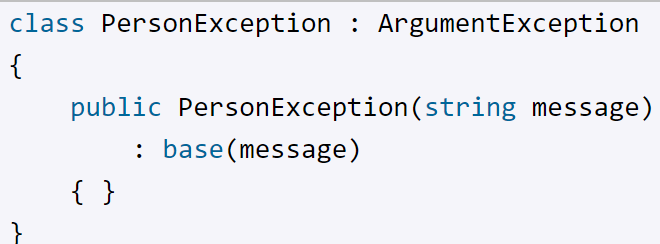 class PersonException : ArgumentException
{
    public PersonException(string message)
        : base(message)
    { }
}